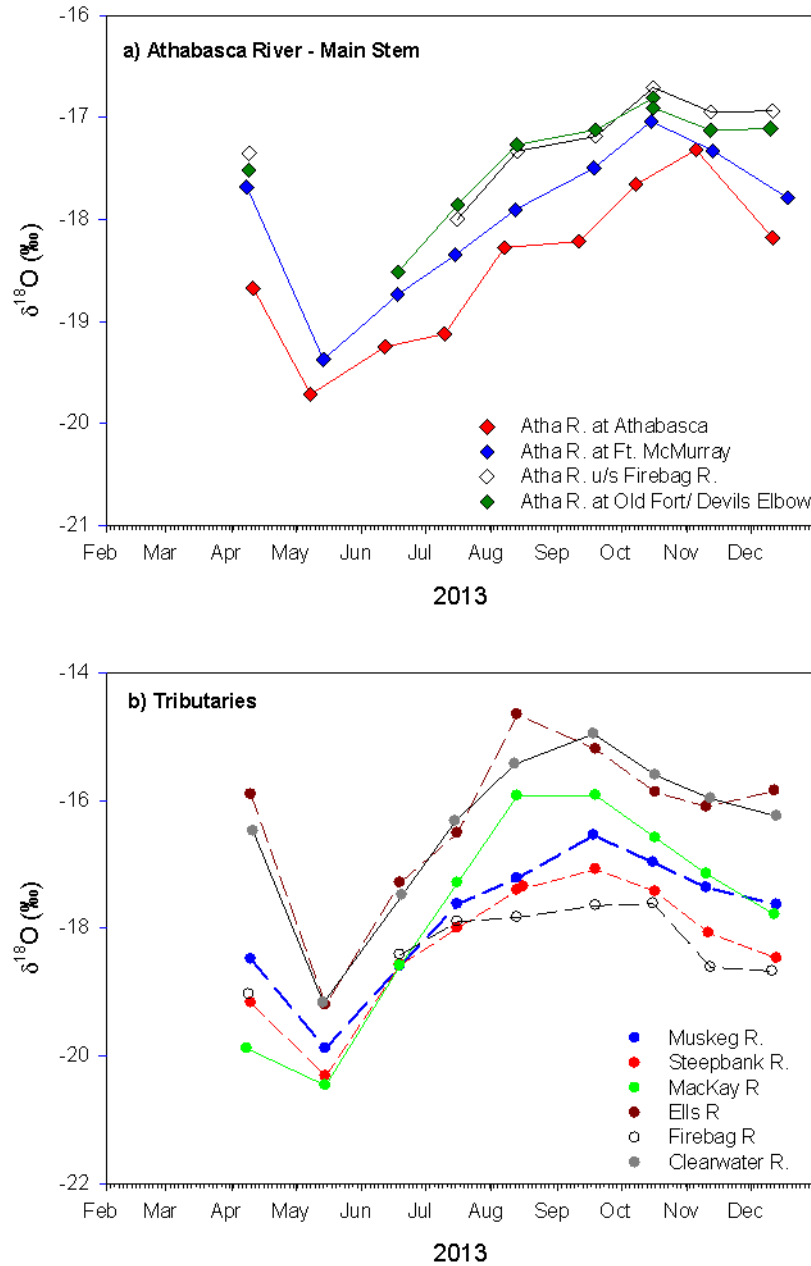 -16
a) Athabasca River - Main Stem
-17
-18
δ18O (‰)
-19
-20
Atha R. at Athabasca
Atha R. at Ft. McMurray
Atha R. u/s Firebag R.
Atha R. at Old Fort/ Devils Elbow
-21
Feb Mar Apr May Jun Jul Aug Sep Oct Nov Dec
2013
-14
b) Tributaries
-16
-18
δ18O (‰)
-20
Muskeg R.
Steepbank R.
MacKay R
Ells R
Firebag R
Clearwater R.
-22
Feb Mar Apr May Jun Jul Aug Sep Oct Nov Dec
2013